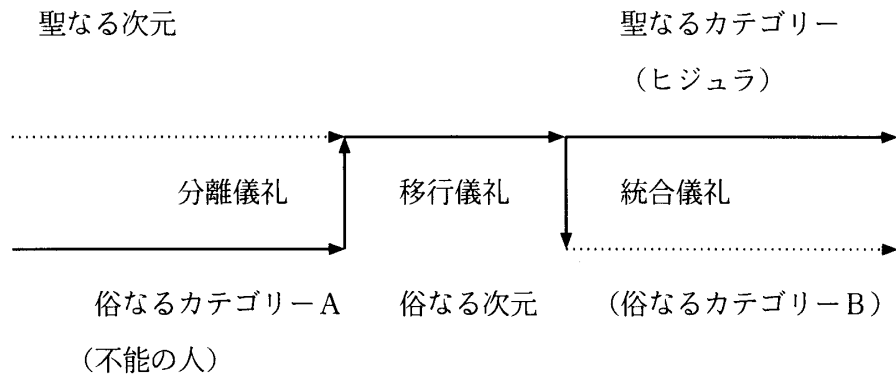 聖なる次元
聖なるカテゴリー
（ヒジュラ）
分離儀礼
移行儀礼
統合儀礼
俗なるカテゴリーA
俗なる次元
（俗なるカテゴリーB）
（不能の人）